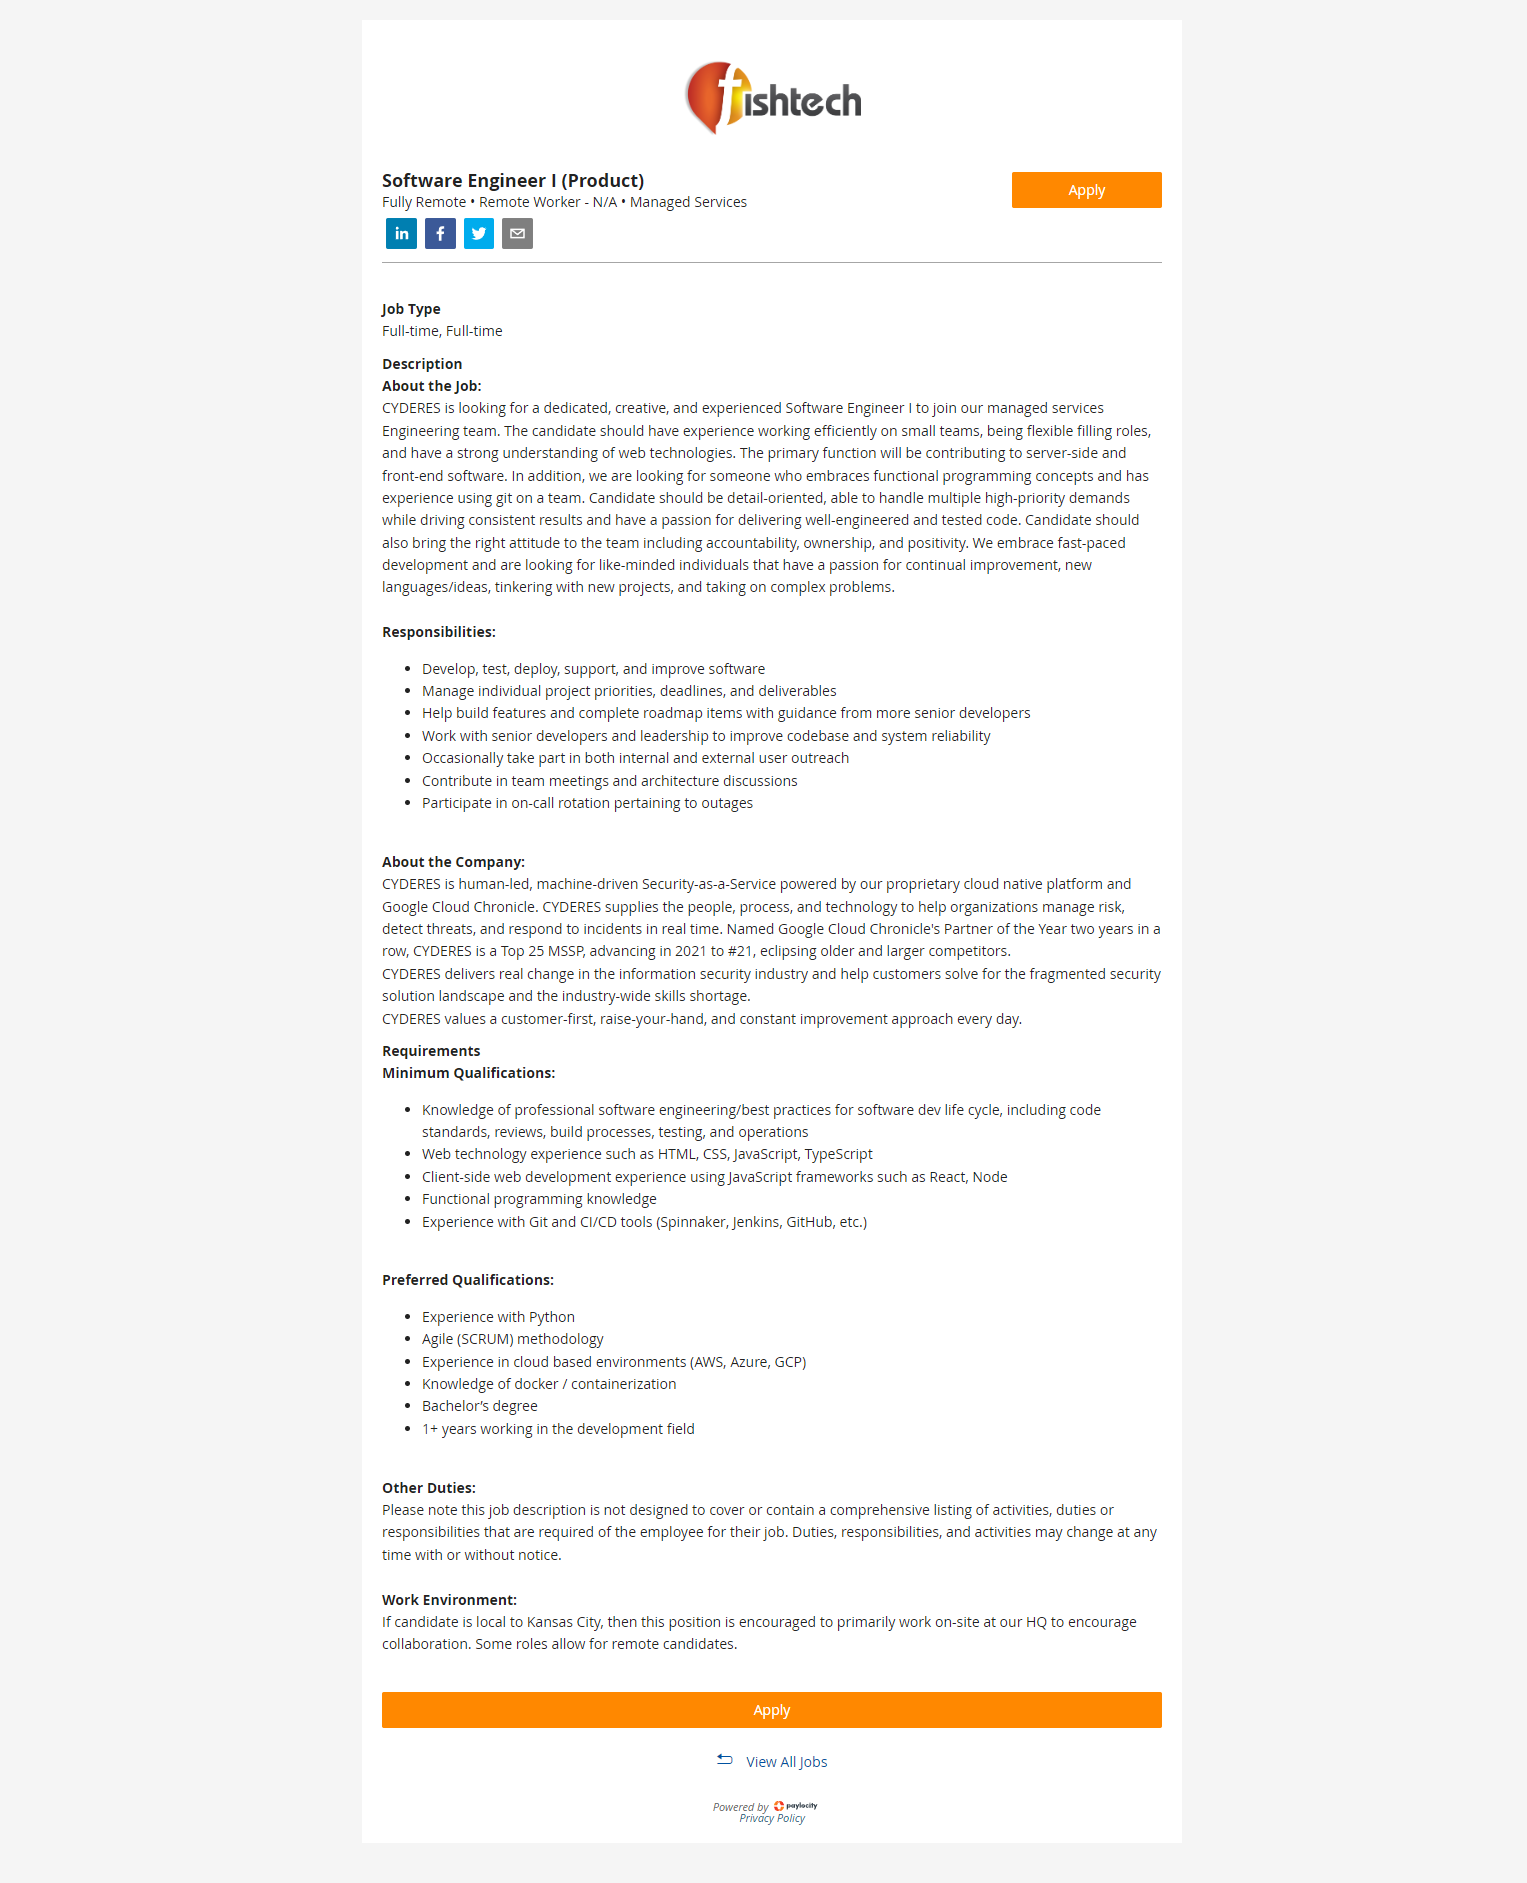 fishtech
Software Engineer I (Product)
Apply
Fully Remote • Remote Worker - N/A • Managed Services
Job Type
Full-time, Full-time
Description
About the Job:
CYDERES is looking for a dedicated, creative, and experienced Software Engineer I to join our managed services
Engineering team. The candidate should have experience working efficiently on small teams, being flexible filling roles,
and have a strong understanding of web technologies. The primary function will be contributing to server-side and
front-end software. In addition, we are looking for someone who embraces functional programming concepts and has
experience using git on a team. Candidate should be detail-oriented, able to handle multiple high-priority demands
while driving consistent results and have a passion for delivering well-engineered and tested code. Candidate should
also bring the right attitude to the team including accountability, ownership, and positivity. We embrace fast-paced
development and are looking for like-minded individuals that have a passion for continual improvement, new
languages/ideas, tinkering with new projects, and taking on complex problems.
Responsibilities:
• Develop, test, deploy, support, and improve software
• Manage individual project priorities, deadlines, and deliverables
• Help build features and complete roadmap items with guidance from more senior developers
• Work with senior developers and leadership to improve codebase and system reliability
• Occasionally take part in both internal and external user outreach
• Contribute in team meetings and architecture discussions
• Participate in on-call rotation pertaining to outages
About the Company:
CYDERES is human-led, machine-driven Security-as-a-Service powered by our proprietary cloud native platform and
Google Cloud Chronicle. CYDERES supplies the people, process, and technology to help organizations manage risk,
detect threats, and respond to incidents in real time. Named Google Cloud Chronicle's Partner of the Year two years in a
row, CYDERES is a Top 25 MSSP, advancing in 2021 to #21, eclipsing older and larger competitors.
CYDERES delivers real change in the information security industry and help customers solve for the fragmented security
solution landscape and the industry-wide skills shortage.
CYDERES values a customer-first, raise-your-hand, and constant improvement approach every day.
Requirements
Minimum Qualifications:
• Knowledge of professional software engineering/best practices for software dev life cycle, including code
standards, reviews, build processes, testing, and operations
• Web technology experience such as HTML, CSS, JavaScript, TypeScript
• Client-side web development experience using JavaScript frameworks such as React, Node
• Functional programming knowledge
• Experience with Git and CI/CD tools (Spinnaker, Jenkins, GitHub, etc.)
Preferred Qualifications:
• Experience with Python
• Agile (SCRUM) methodology
• Experience in cloud based environments (AWS, Azure, GCP)
• Knowledge of docker / containerization
• Bachelor’s degree
• 1+ years working in the development field
Other Duties:
Please note this job description is not designed to cover or contain a comprehensive listing of activities, duties or
responsibilities that are required of the employee for their job. Duties, responsibilities, and activities may change at any
time with or without notice.
Work Environment:
If candidate is local to Kansas City, then this position is encouraged to primarily work on-site at our HQ to encourage
collaboration. Some roles allow for remote candidates.
Apply
View All Jobs
Powered by paylocity
Privacy Policy